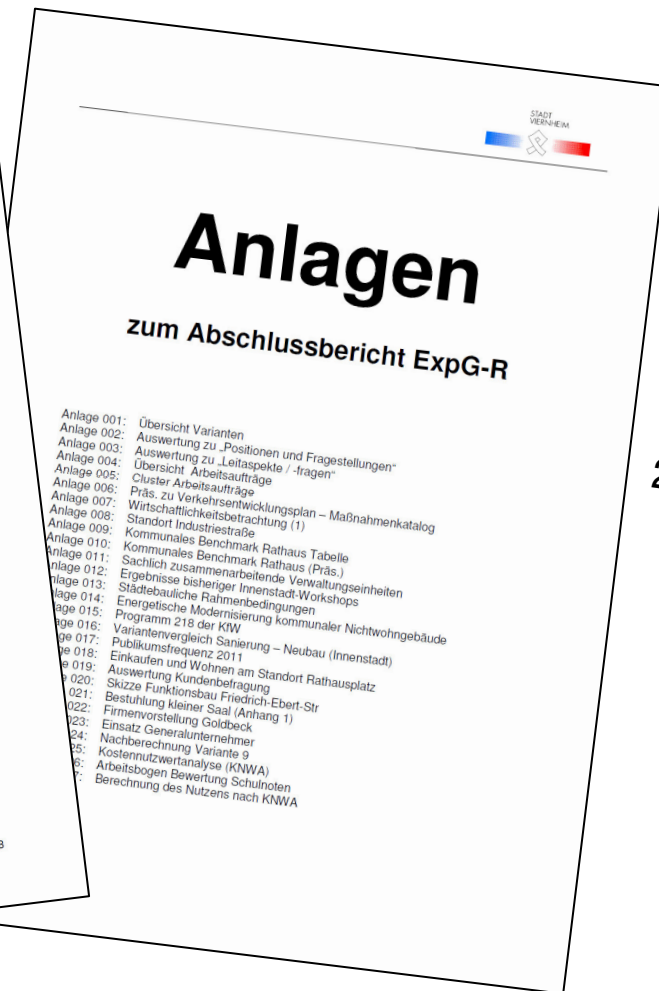 STADT
VIERNHEIM
Anlagen
zum Abschlussbericht ExpG-R
Anlage 001: Übersicht Varianten
Anlage 002: Auswertung zu „Positionen und Fragestellungen“
Anlage 003: Auswertung zu „Leitaspekte / -fragen“
Anlage 004: Übersicht Arbeitsaufträge
Anlage 005: Cluster Arbeitsaufträge
Anlage 006: Präs. zu Verkehrsentwicklungsplan – Maßnahmenkatalog
Anlage 007: Wirtschaftlichkeitsbetrachtung (1)
Anlage 008: Standort Industriestraße
Anlage 009: Kommunales Benchmark Rathaus Tabelle
Anlage 010: Kommunales Benchmark Rathaus (Präs.)
Anlage 011: Sachlich zusammenarbeitende Verwaltungseinheiten
nlage 012: Ergebnisse bisheriger Innenstadt-Workshops
nlage 013: Städtebauliche Rahmenbedingungen
lage 014: Energetische Modernisierung kommunaler Nichtwohngebäude
age 015: Programm 218 der KfW
age 016: Variantenvergleich Sanierung – Neubau (Innenstadt)
ge 017: Publikumsfrequenz 2011
ge 018: Einkaufen und Wohnen am Standort Rathausplatz
e 019: Auswertung Kundenbefragung
020: Skizze Funktionsbau Friedrich-Ebert-Str
021: Bestuhlung kleiner Saal (Anhang 1)
022: Firmenvorstellung Goldbeck
023: Einsatz Generalunternehmer
24: Nachberechnung Variante 9
25: Kostennutzwertanalyse (KNWA)
6: Arbeitsbogen Bewertung Schulnoten
7: Berechnung des Nutzens nach KNWA